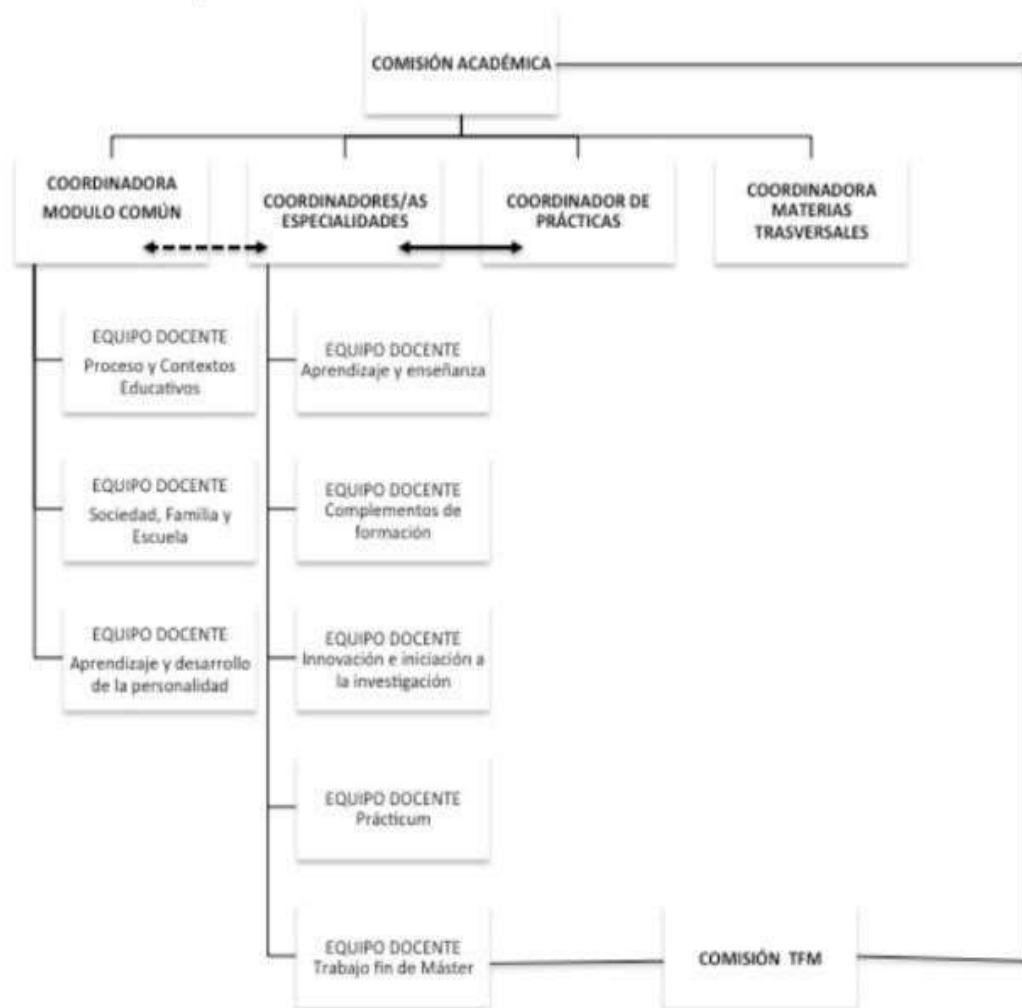 COMISIÓN ACADÉMICA
COORDINADORA
MODULO COMÚN
COORDINADORES/AS
ESPECIALIDADES
COORDINADOR DE
PRÁCTICAS
COORDINADORA
MATERIAS
TRASVERSALES
EQUIPO DOCENTE
Proceso y Contextos
Educativos
EQUIPO DOCENTE
Sociedad, Familia y
Escuela
EQUIPO DOCENTE
Aprendizaje y desarrollo
de la personalidad
EQUIPO DOCENTE
Aprendizaje y enseñanza
EQUIPO DOCENTE
Complementos de
formación
EQUIPO DOCENTE
Innovación e iniciación a
la investigación
EQUIPO DOCENTE
Prácticum
EQUIPO DOCENTE
Trabajo fin de Máster
COMISIÓN TFM